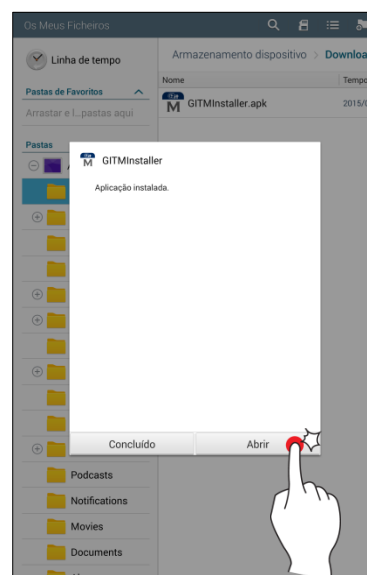 Os Meus Ficheiros
Linha de tempo
Armazenamento dispositivo > Downloa
Nome
Tempo
Pastas de Favoritos
GITMInstaller.apk
2015/0
Arrastar e l...pastas aqui
Pastas
GITMInstaller
Aplicação instalada.
Concluído
Abrir
Podcasts
Notifications
Movies
Documents